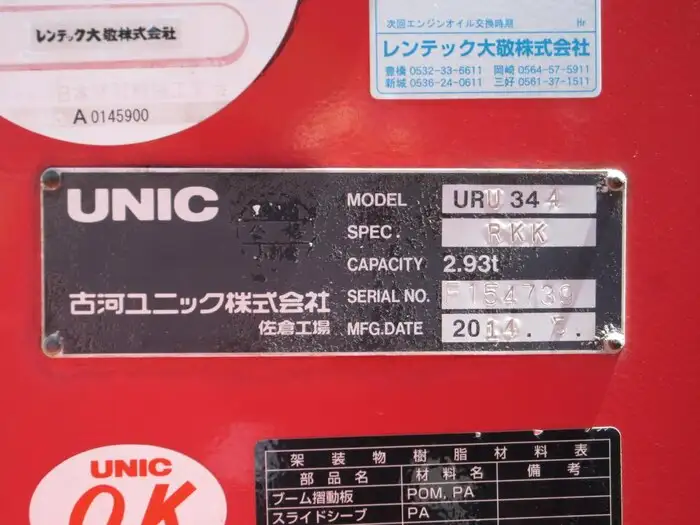 レンテック大敬株式会社
A 0145900
次回エンジンオイル交換時期 Hr
レンテック大敬株式会社
豊橋 0532-33-6611 岡崎 0564-57-5911
新城 0536-24-0611 三好 0561-37-1511
UNIC
MODEL URU344
SPEC. RKK
CAPACITY 2.93t
古河ユニック株式会社
SERIAL NO. F154739
佐倉工場
MFG.DATE 2014. 5.
UNIC
OK
架装物樹脂材料表
部品名 材料名 備考
ブーム摺動板 POM, PA
スライドシーブ PA